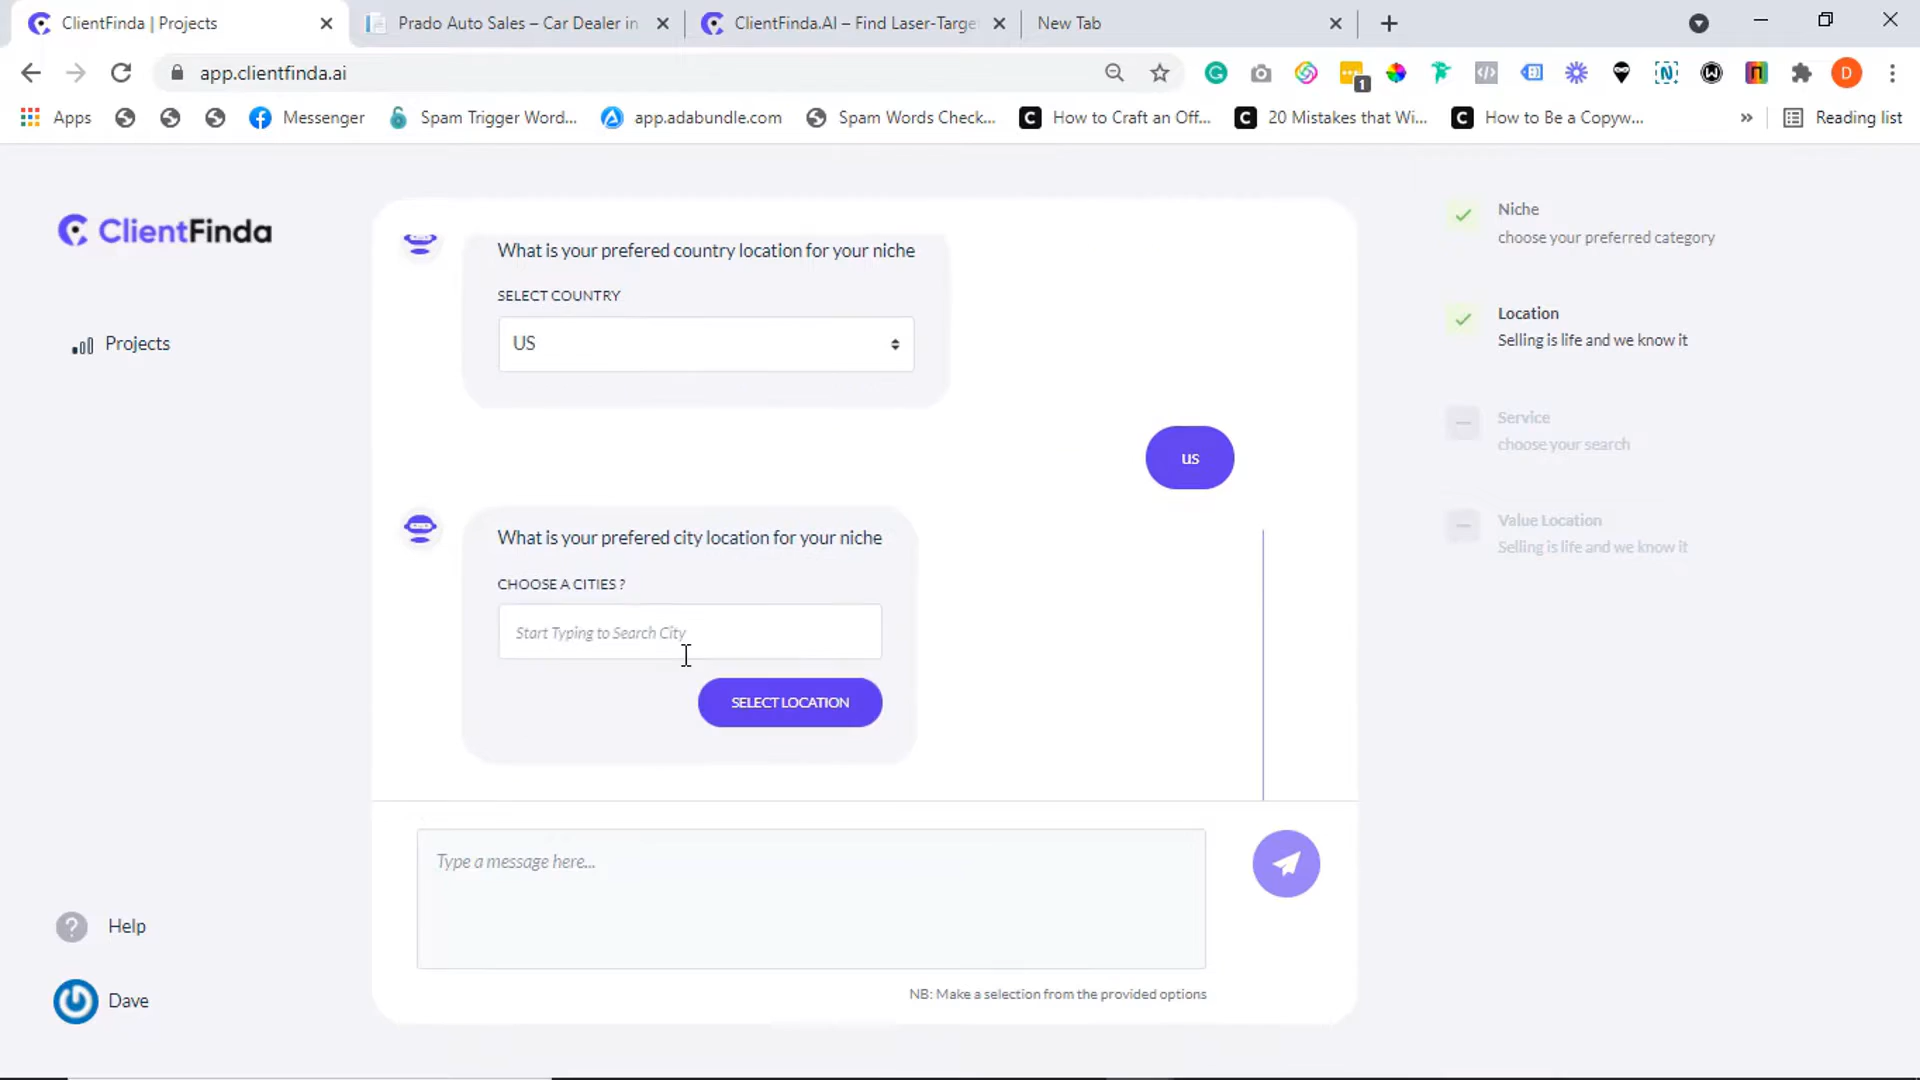 ClientFinda | Projects
Prado Auto Sales – Car Dealer in
ClientFinda.AI – Find Laser-Targe
New Tab
app.clientfinda.ai
1
D
Apps
Messenger
Spam Trigger Word...
app.adabundle.com
Spam Words Check...
How to Craft an Off...
20 Mistakes that Wi...
How to Be a Copyw...
»
Reading list
ClientFinda
Projects
Help
Dave
What is your prefered country location for your niche
SELECT COUNTRY
US
us
What is your prefered city location for your niche
CHOOSE A CITIES ?
Start Typing to Search City
SELECT LOCATION
Type a message here...
NB: Make a selection from the provided options
Niche
choose your preferred category
Location
Selling is life and we know it
Service
choose your search
Value Location
Selling is life and we know it